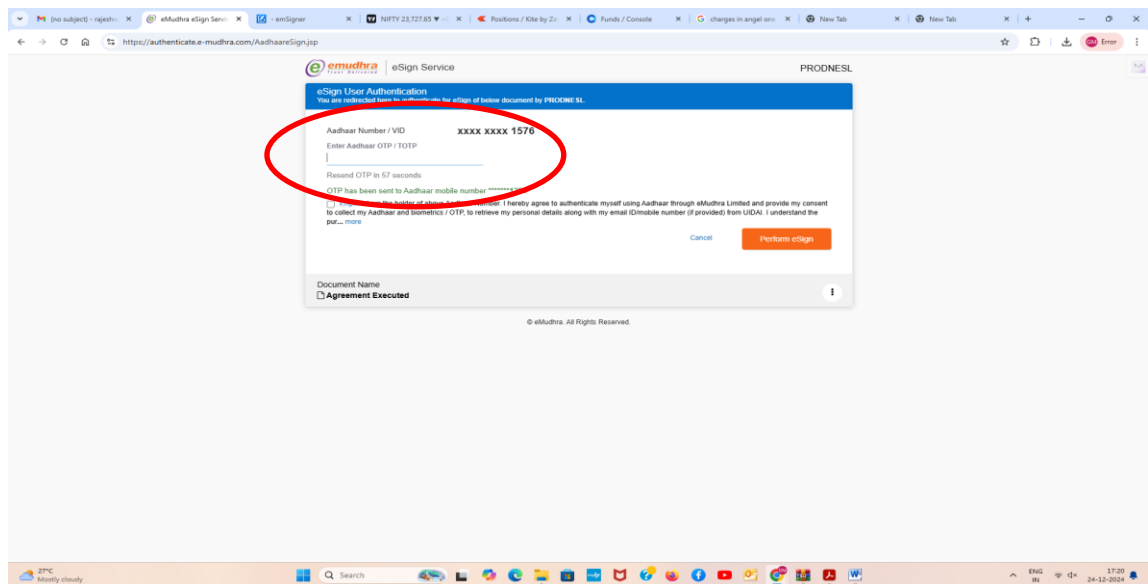 (no subject) - rajesh
eMudhra eSign Servi
- emSigner
NIFTY 23,727.65 ▼
Positions / Kite by Ze
Funds / Console
charges in angel one
New Tab
New Tab
https://authenticate.e-mudhra.com/AadhaareSign.jsp
Error
emudhra eSign Service PRODNESL
Trust Delivered
eSign User Authentication
You are redirected here to authenticate for eSign of below document by PRODNESL.
Aadhaar Number / VID xxxx xxxx 1576
Enter Aadhaar OTP / TOTP
Resend OTP in 57 seconds
OTP has been sent to Aadhaar mobile number
the holder of above number. I hereby agree to authenticate myself using Aadhaar through eMudhra Limited and provide my consent
to collect my Aadhaar and biometrics / OTP, to retrieve my personal details along with my email ID/mobile number (if provided) from UIDAI. I understand the
pur... more
Cancel Perform eSign
Document Name
Agreement Executed
© eMudhra. All Rights Reserved.
27°C
Mostly cloudy
Search
ENG
IN
17:20
24-12-2024